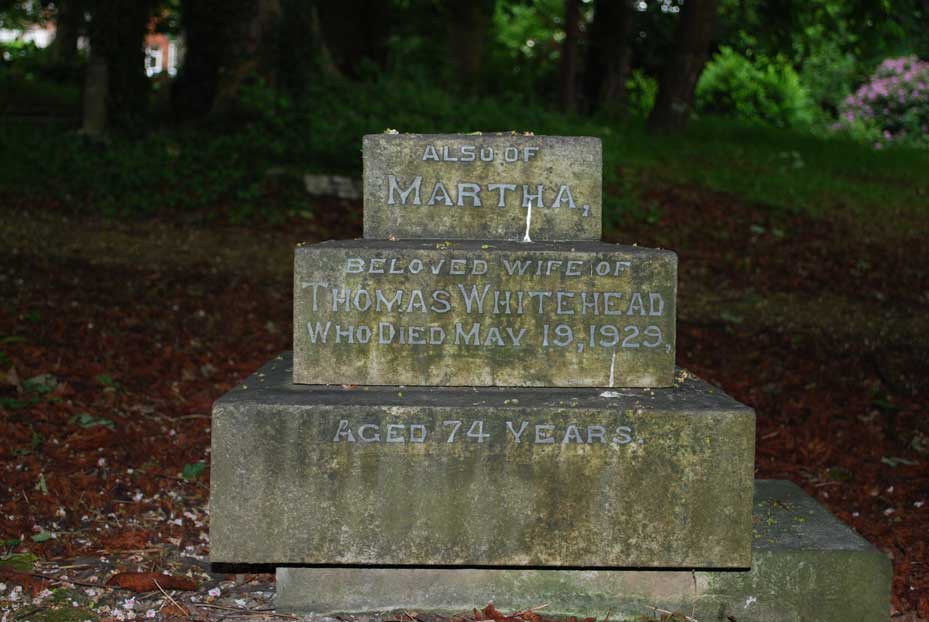 ALSO OF
MARTHA,
BELOVED WIFE OF
THOMAS WHITEHEAD
WHO DIED MAY 19, 1929,
AGED 74 YEARS.